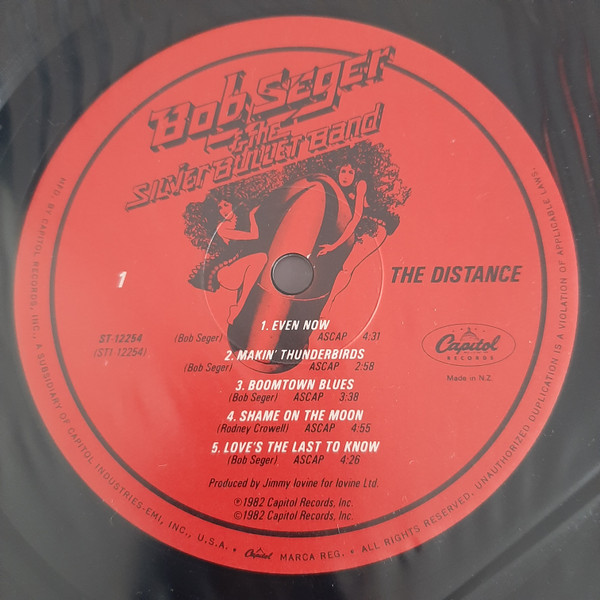 Bob Seger
& the
Silver Bullet Band
1
THE DISTANCE
ST-12254
(ST1-12254)
1. EVEN NOW
(Bob Seger) ASCAP 4:31
2. MAKIN' THUNDERBIRDS
(Bob Seger) ASCAP 2:58
3. BOOMTOWN BLUES
(Bob Seger) ASCAP 3:38
4. SHAME ON THE MOON
(Rodney Crowell) ASCAP 4:55
5. LOVE'S THE LAST TO KNOW
(Bob Seger) ASCAP 4:26
Capitol
RECORDS
Made in N.Z.
Produced by Jimmy Iovine for Iovine Ltd.
℗1982 Capitol Records, Inc.
©1982 Capitol Records, Inc.
MFD. BY CAPITOL RECORDS, INC., A SUBSIDIARY OF CAPITOL INDUSTRIES-EMI, INC., U.S.A. • Capitol MARCA REG. • ALL RIGHTS RESERVED. UNAUTHORIZED DUPLICATION IS A VIOLATION OF APPLICABLE LAWS.